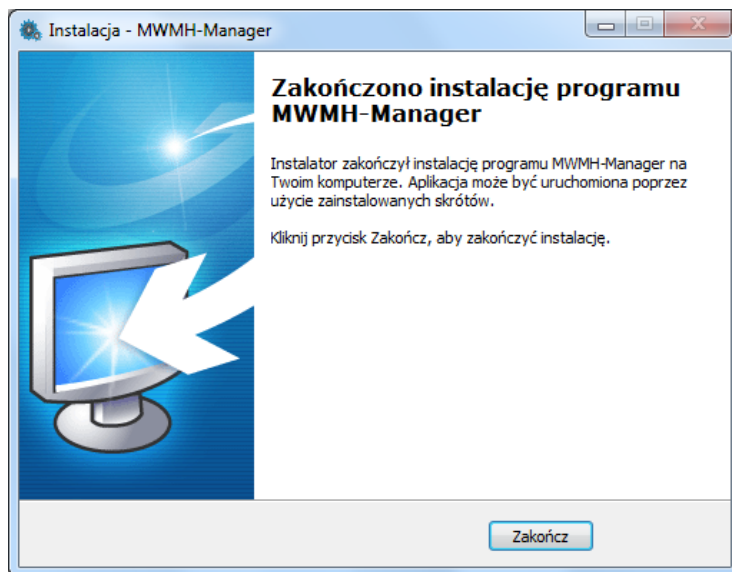 Instalacja - MWMH-Manager
Zakończono instalację programu
MWMH-Manager
Instalator zakończył instalację programu MWMH-Manager na
Twoim komputerze. Aplikacja może być uruchomiona poprzez
użycie zainstalowanych skrótów.
Kliknij przycisk Zakończ, aby zakończyć instalację.
Zakończ